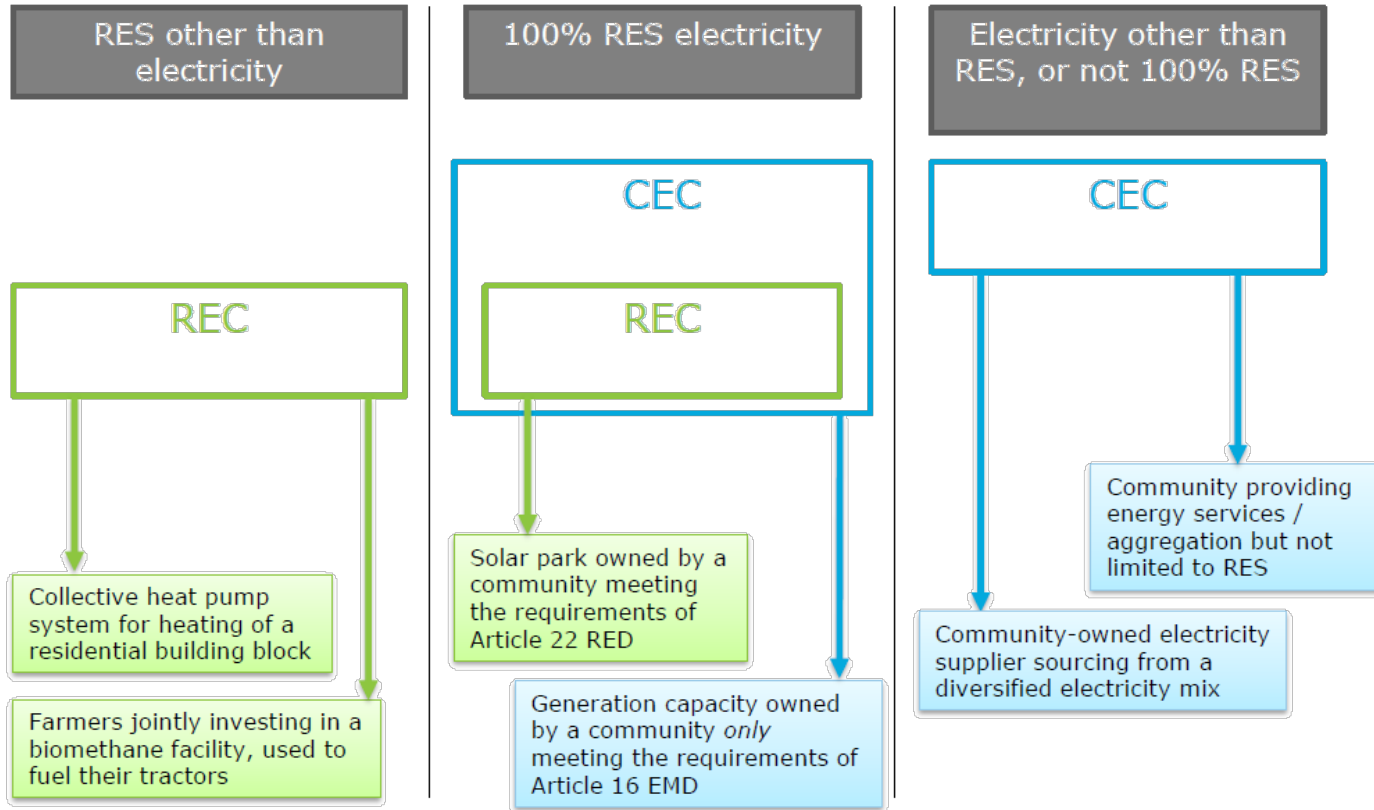 RES other than
electricity
REC
Collective heat pump
system for heating of a
residential building block
Farmers jointly investing in a
biomethane facility, used to
fuel their tractors
100% RES electricity
CEC
REC
Solar park owned by a
community meeting
the requirements of
Article 22 RED
Generation capacity owned
by a community only
meeting the requirements of
Article 16 EMD
Electricity other than
RES, or not 100% RES
CEC
Community providing
energy services /
aggregation but not
limited to RES
Community-owned electricity
supplier sourcing from a
diversified electricity mix